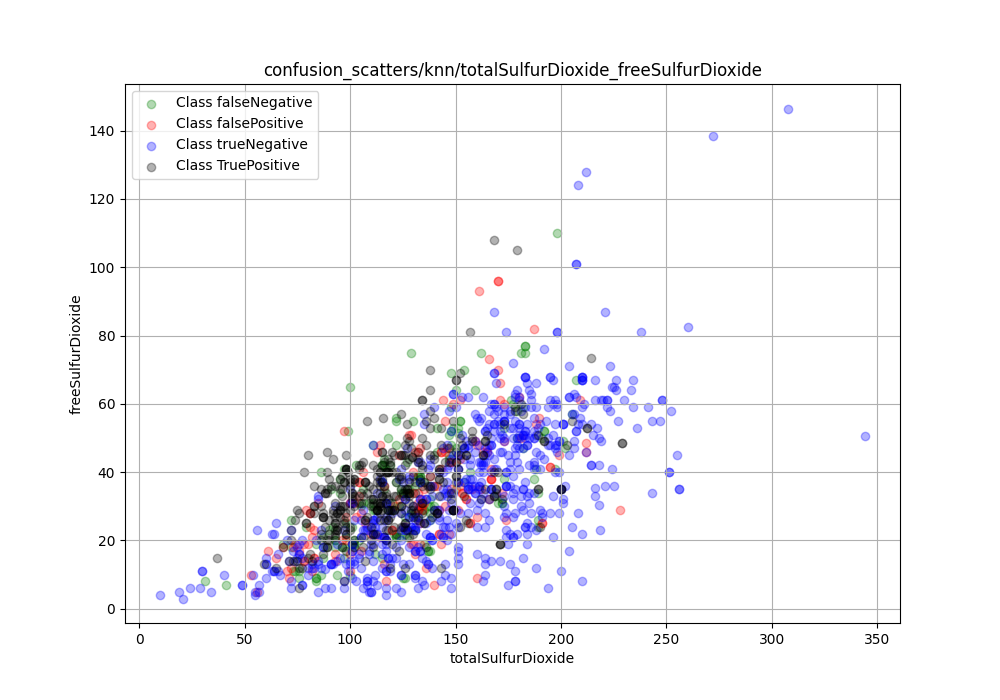 confusion_scatters/knn/totalSulfurDioxide_freeSulfurDioxide
Class falseNegative
Class falsePositive
Class trueNegative
Class TruePositive
140
120
100
80
60
40
20
0
freeSulfurDioxide
0 50 100 150 200 250 300 350
totalSulfurDioxide